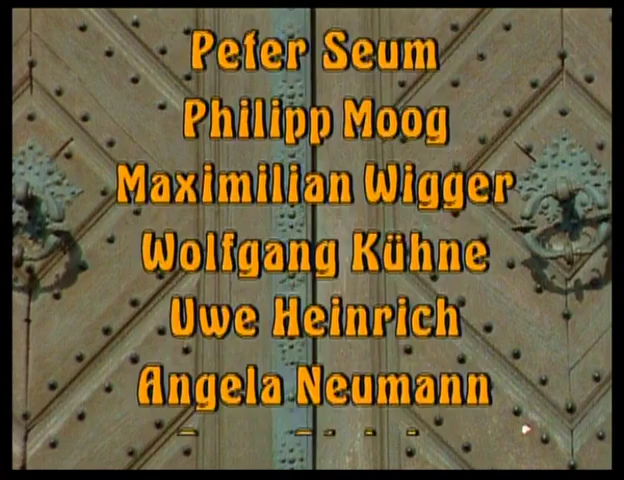 Peter Seum
Philipp Moog
Maximilian Wigger
Wolfgang Kühne
Uwe Heinrich
Angela Neumann